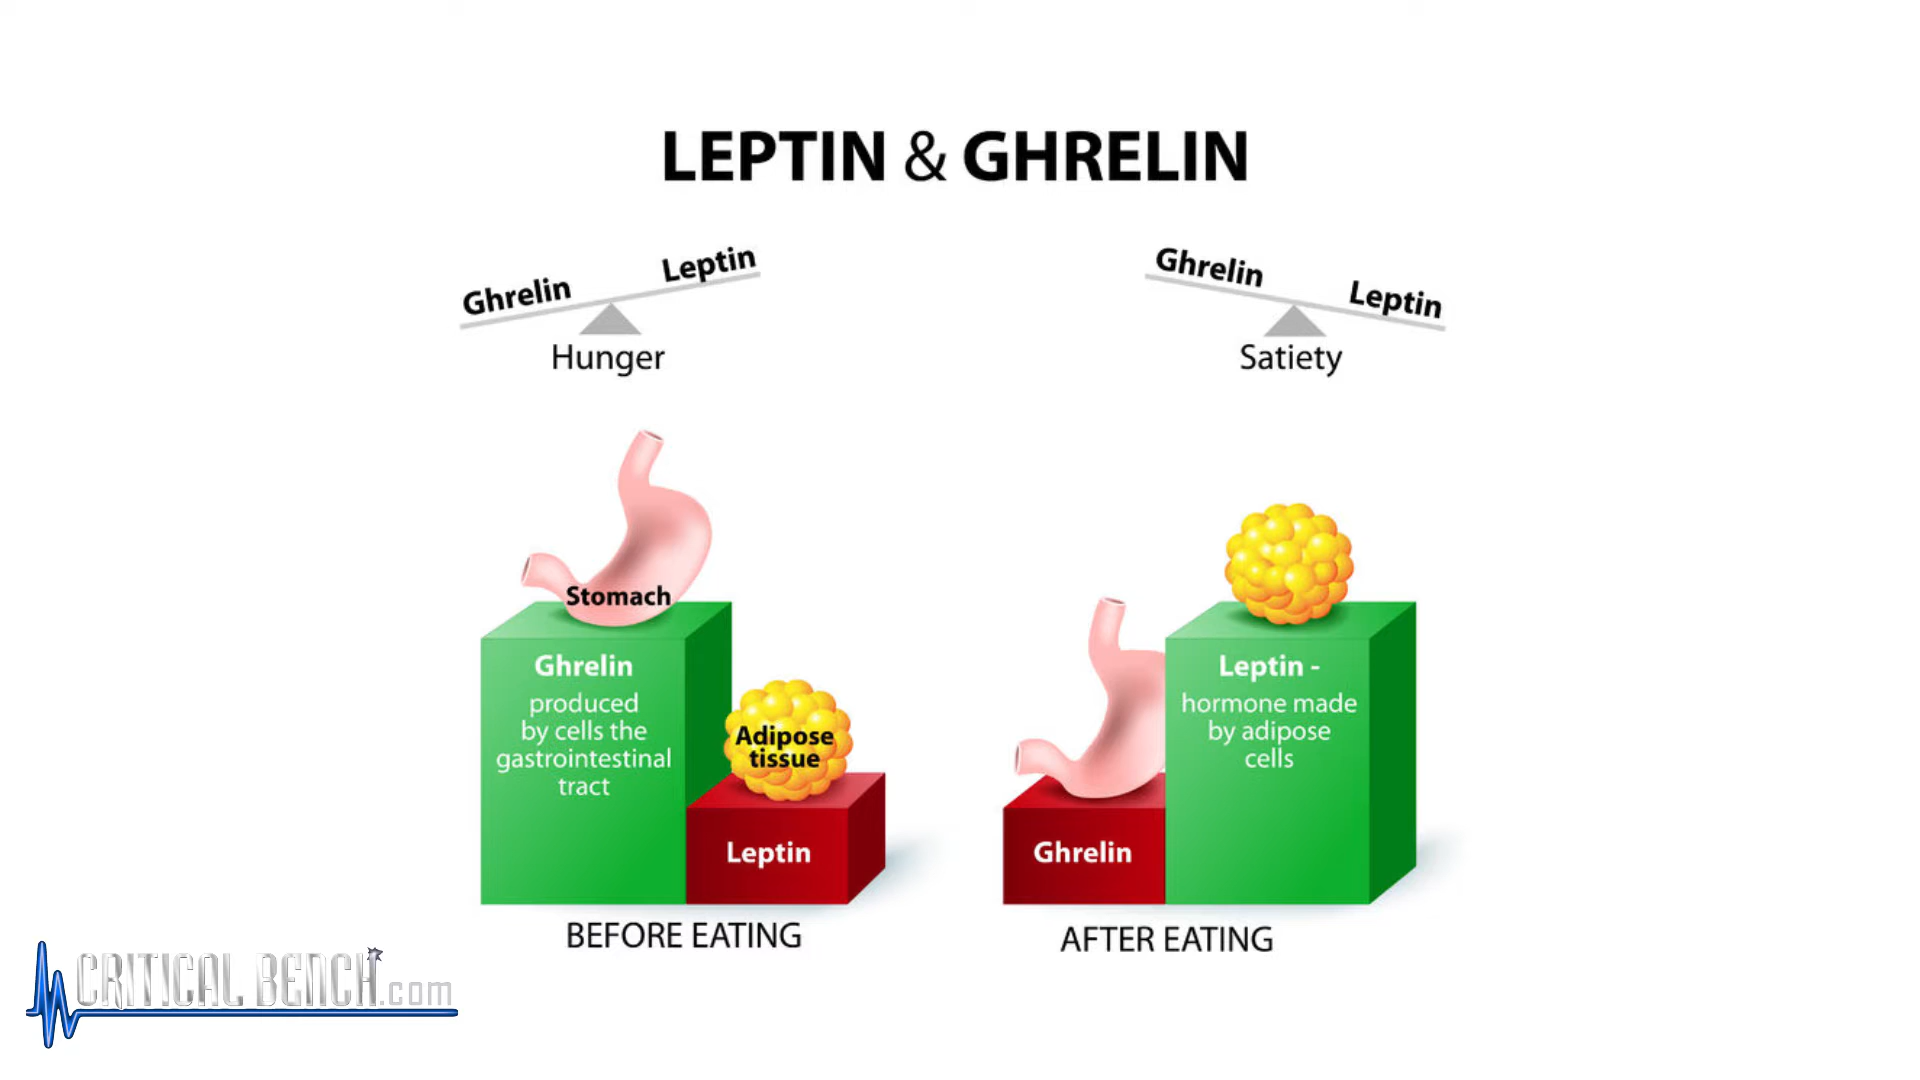 LEPTIN & GHRELIN
Ghrelin Leptin
Hunger
Ghrelin Leptin
Satiety
Stomach
Ghrelin
produced
by cells the
gastrointestinal
tract
Adipose
tissue
Leptin
BEFORE EATING
Leptin -
hormone made
by adipose
cells
Ghrelin
AFTER EATING
CRITICAL BENCH.com